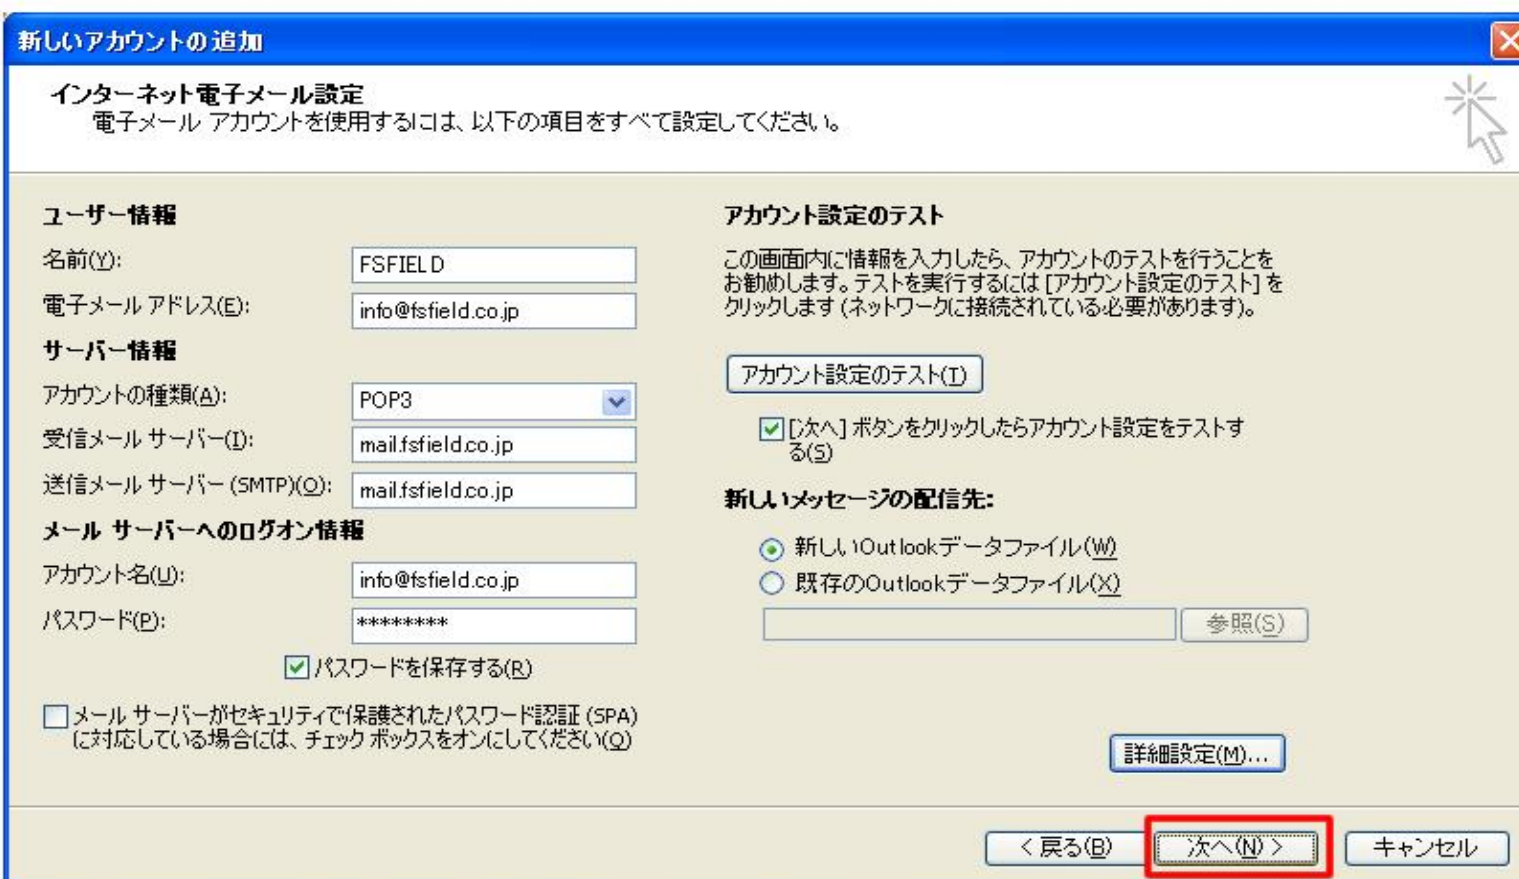 新しいアカウントの追加
インターネット電子メール設定
電子メール アカウントを使用するには、以下の項目をすべて設定してください。
ユーザー情報
名前(Y):
FSFIELD
電子メール アドレス(E):
info@fsfield.co.jp
サーバー情報
アカウントの種類(A):
POP3
受信メール サーバー(I):
mail.fsfield.co.jp
送信メール サーバー (SMTP)(O):
mail.fsfield.co.jp
メール サーバーへのログオン情報
アカウント名(U):
info@fsfield.co.jp
パスワード(P):
********
パスワードを保存する(R)
メール サーバーがセキュリティで保護されたパスワード認証 (SPA)
に対応している場合には、チェック ボックスをオンにしてください(Q)
アカウント設定のテスト
この画面内に情報を入力したら、アカウントのテストを行うことを
お勧めします。テストを実行するには [アカウント設定のテスト] を
クリックします (ネットワークに接続されている必要があります)。
アカウント設定のテスト(T)
[次へ] ボタンをクリックしたらアカウント設定をテストす
る(S)
新しいメッセージの配信先:
新しいOutlookデータファイル(W)
既存のOutlookデータファイル(X)
参照(S)
詳細設定(M)...
< 戻る(B)
次へ(N) >
キャンセル